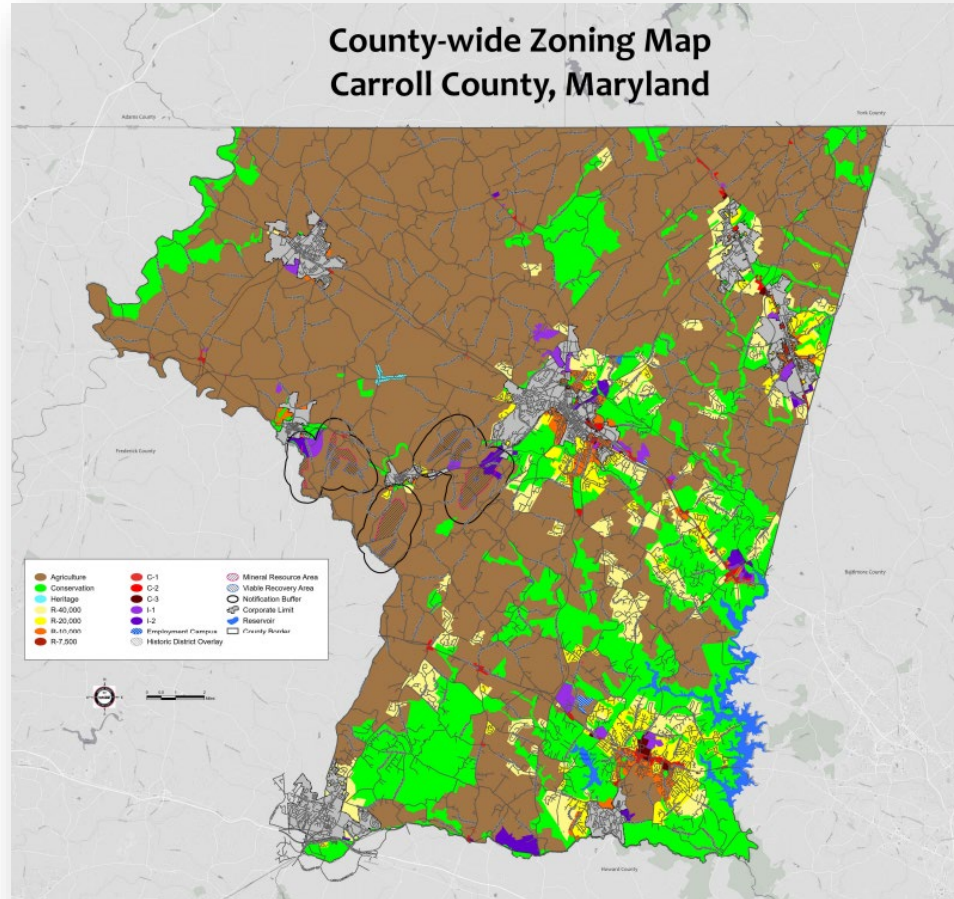 County-wide Zoning Map
Carroll County, Maryland
Adams County
York County
Frederick County
Baltimore County
Agriculture
Conservation
Heritage
R-40,000
R-20,000
R-10,000
R-7,500
C-1
C-2
C-3
I-1
I-2
Employment Campus
Historic District Overlay
Mineral Resource Area
Viable Recovery Area
Notification Buffer
Corporate Limit
Reservoir
County Border
Howard County